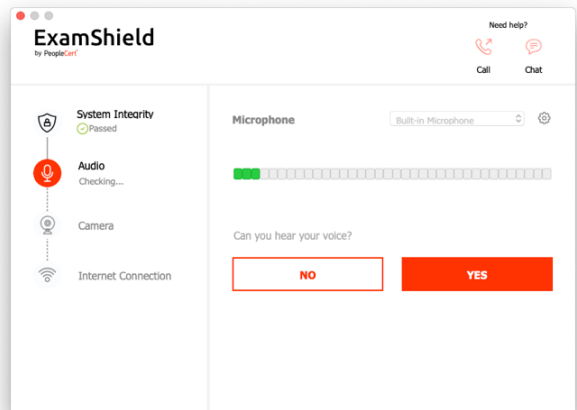 ExamShield
by PeopleCert
Need help?
Call
Chat
System Integrity
Passed
Audio
Checking...
Camera
Internet Connection
Microphone
Built-in Microphone
Can you hear your voice?
NO
YES